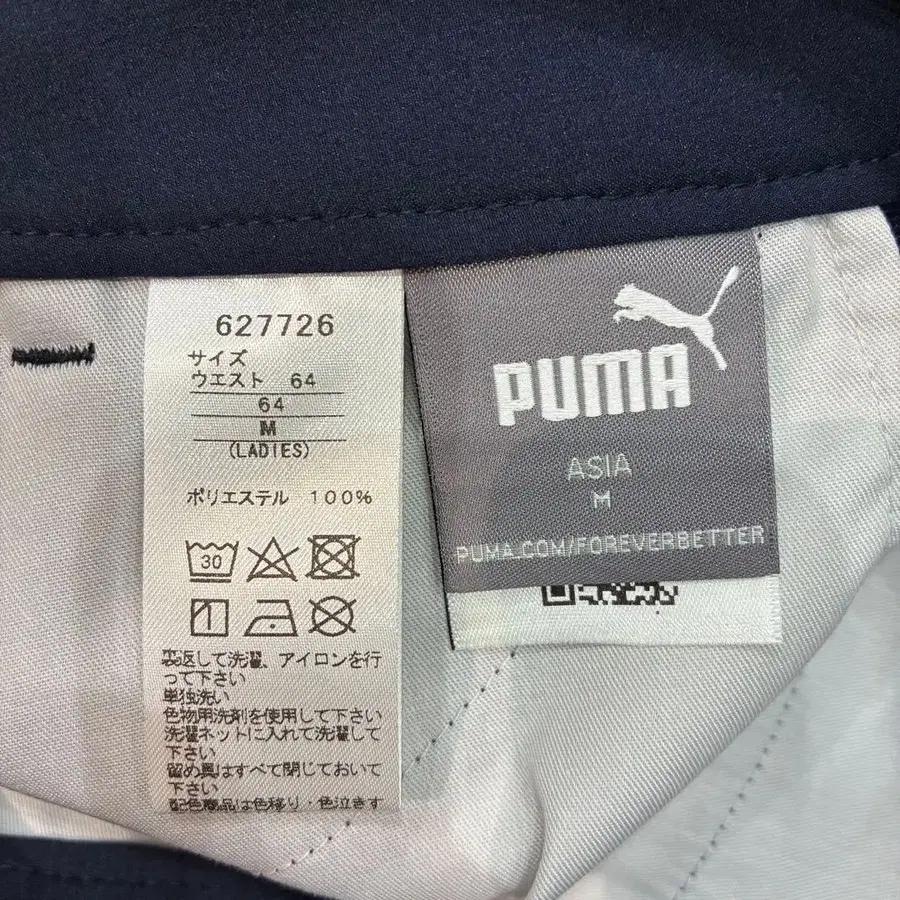 627726
サイズ
ウエスト 64
64
M
(LADIES)
ポリエステル 100%
30
裏返して洗濯、アイロンを行
って下さい
単独洗い
色物用洗剤を使用して下さい
洗濯ネットに入れて洗濯して
下さい
留め具はすべて閉じておいて
下さい
配色商品は色移り・色泣きす
PUMA
ASIA
M
PUMA.COM/FOREVERBETTER